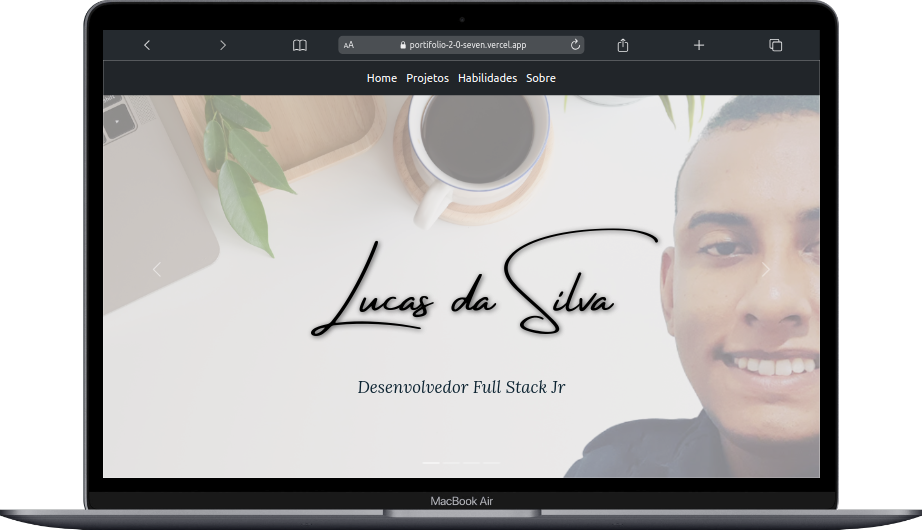 AA portifolio-2-0-seven.vercel.app
Home Projetos Habilidades Sobre
Lucas da Silva
Desenvolvedor Full Stack Jr
MacBook Air